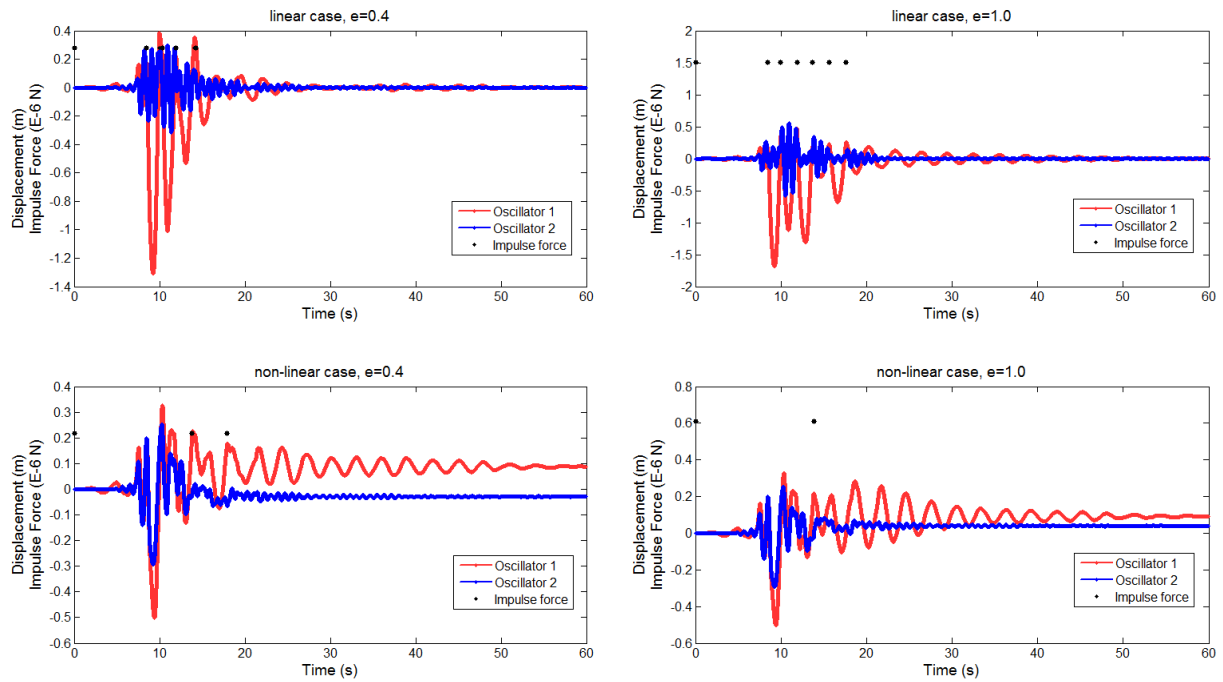 linear case, e=0.4
0.4
0.2
0
-0.2
-0.4
-0.6
-0.8
-1
-1.2
-1.4
0 10 20 30 40 50 60
Displacement (m)
Impulse Force (E-6 N)
Time (s)
Oscillator 1
Oscillator 2
Impulse force
linear case, e=1.0
2
1.5
1
0.5
0
-0.5
-1
-1.5
-2
0 10 20 30 40 50 60
Displacement (m)
Impulse Force (E-6 N)
Time (s)
Oscillator 1
Oscillator 2
Impulse force
non-linear case, e=0.4
0.4
0.3
0.2
0.1
0
-0.1
-0.2
-0.3
-0.4
-0.5
-0.6
0 10 20 30 40 50 60
Displacement (m)
Impulse Force (E-6 N)
Time (s)
Oscillator 1
Oscillator 2
Impulse force
non-linear case, e=1.0
0.8
0.6
0.4
0.2
0
-0.2
-0.4
-0.6
0 10 20 30 40 50 60
Displacement (m)
Impulse Force (E-6 N)
Time (s)
Oscillator 1
Oscillator 2
Impulse force